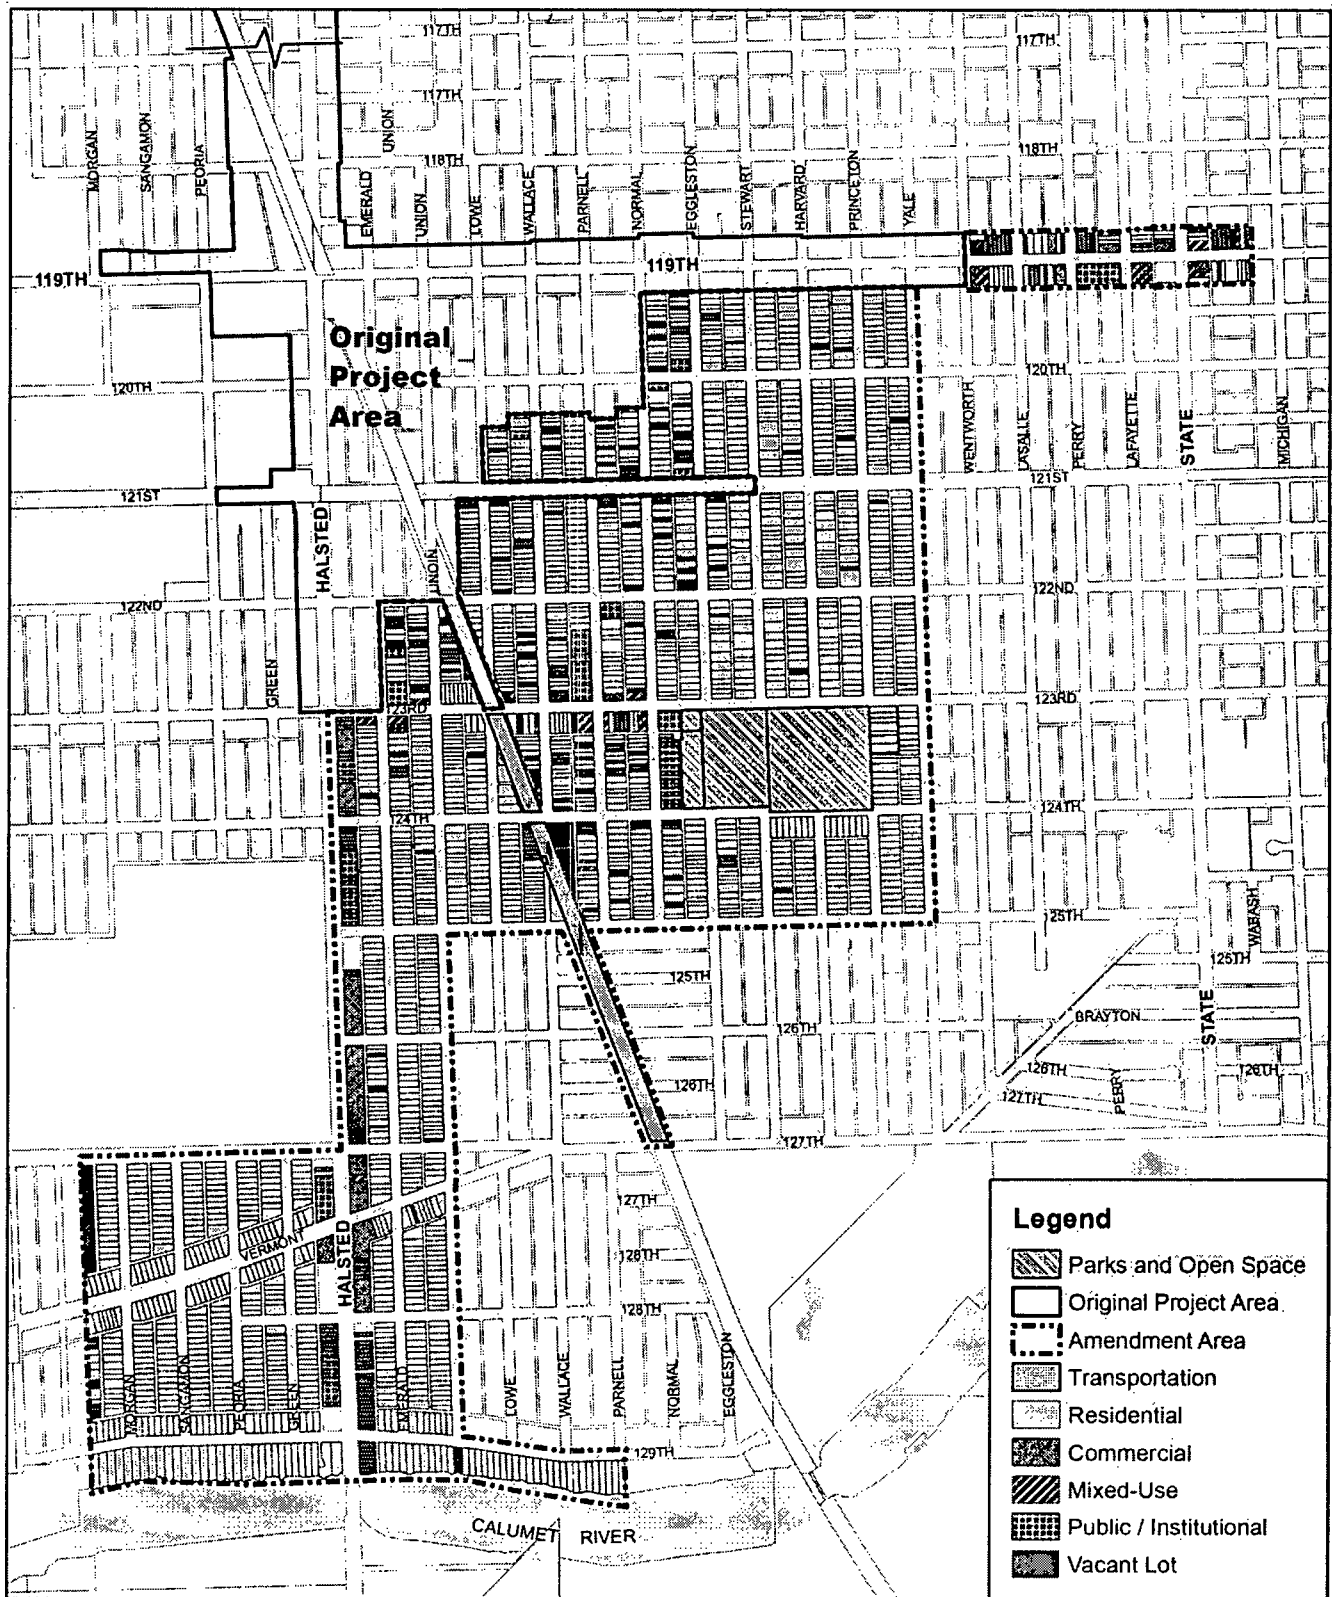 117TH
117TH
117TH
UNION
118TH
118TH
MORGAN
SANGAMON
PEORIA
EMERALD
UNION
LOWE
WALLACE
PARNELL
NORMAL
EGGLESTON
STEWART
HARVARD
PRINCETON
YALE
119TH
119TH
Original
Project
Area
120TH
120TH
WENTWORTH
LASALLE
PERRY
LAFAYETTE
STATE
MICHIGAN
121ST
121ST
HALSTED
122ND
122ND
GREEN
123RD
123RD
124TH
124TH
125TH
WABASH
125TH
125TH
STATE
BRAYTON
126TH
126TH
126TH
126TH
PERRY
127TH
127TH
127TH
VERMONT
HALSTED
128TH
128TH
MORGAN
SANGAMON
PEORIA
GREEN
EMERALD
LOWE
WALLACE
PARNELL
NORMAL
EGGLESTON
129TH
CALUMET RIVER
Legend
Parks and Open Space
Original Project Area
Amendment Area
Transportation
Residential
Commercial
Mixed-Use
Public / Institutional
Vacant Lot